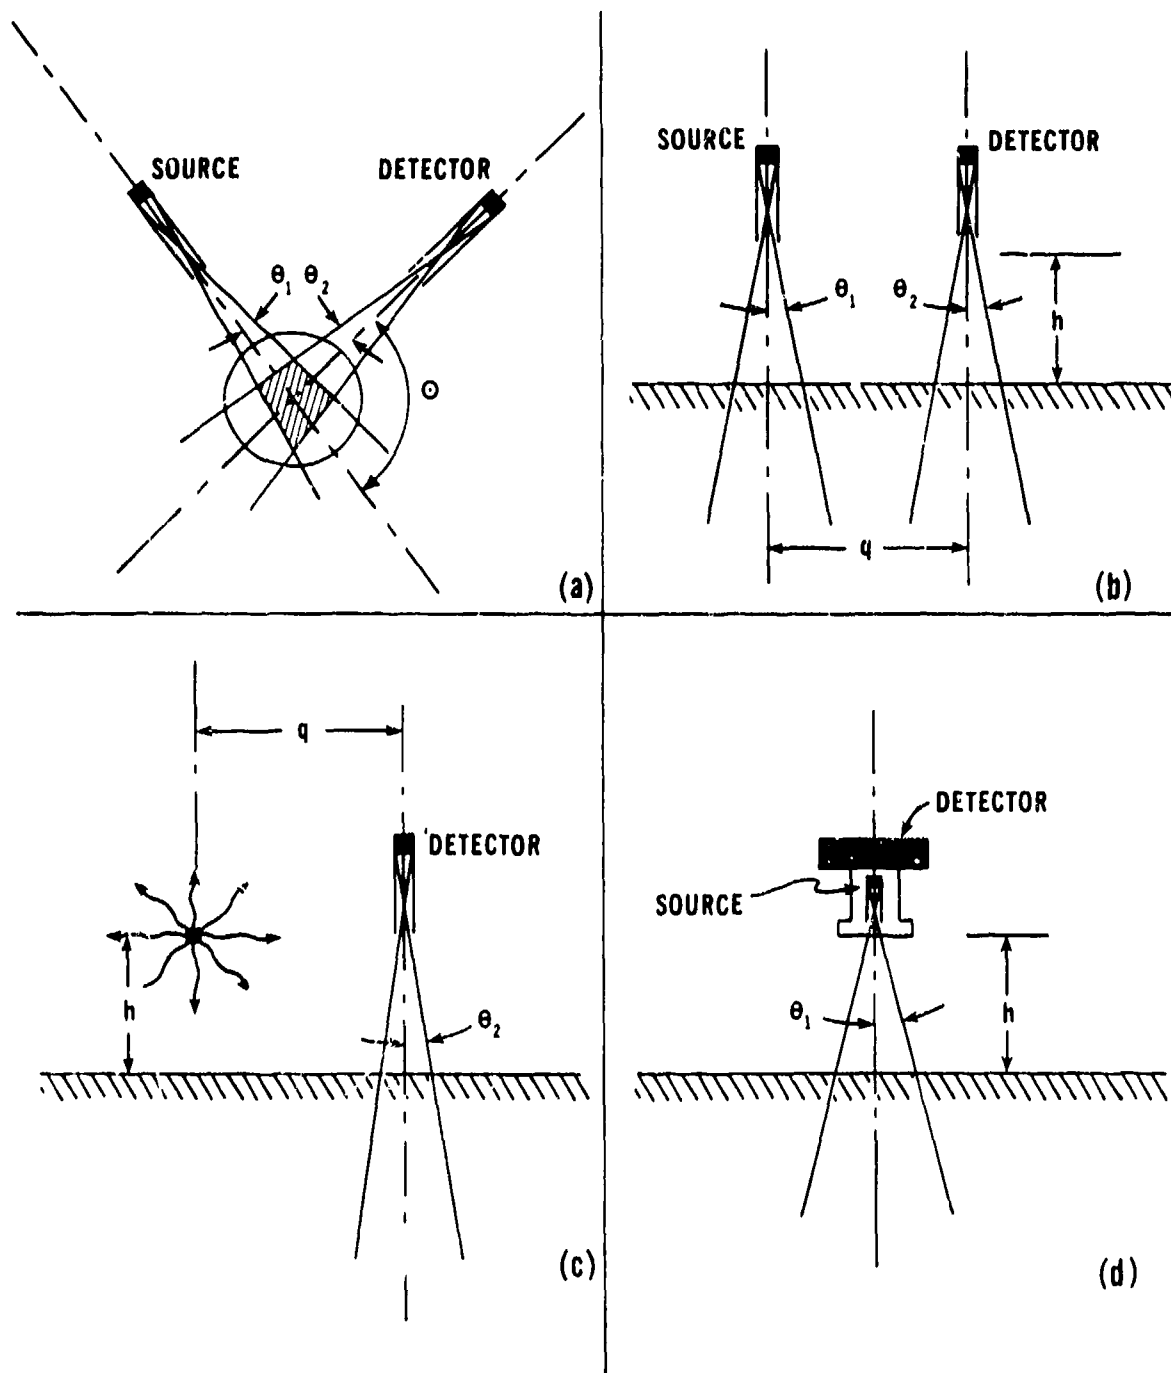 SOURCE
DETECTOR
θ₁ θ₂
Θ
(a)
SOURCE
DETECTOR
θ₁
θ₂
h
q
(b)
q
DETECTOR
h
θ₂
(c)
DETECTOR
SOURCE
θ₁
h
(d)